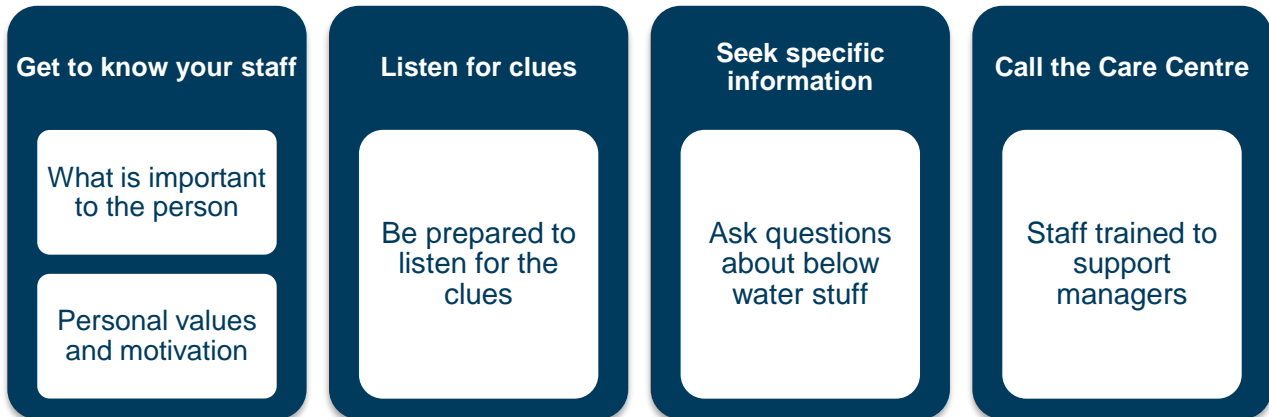 Get to know your staff
What is important
to the person
Personal values
and motivation
Listen for clues
Be prepared to
listen for the
clues
Seek specific
information
Ask questions
about below
water stuff
Call the Care Centre
Staff trained to
support
managers